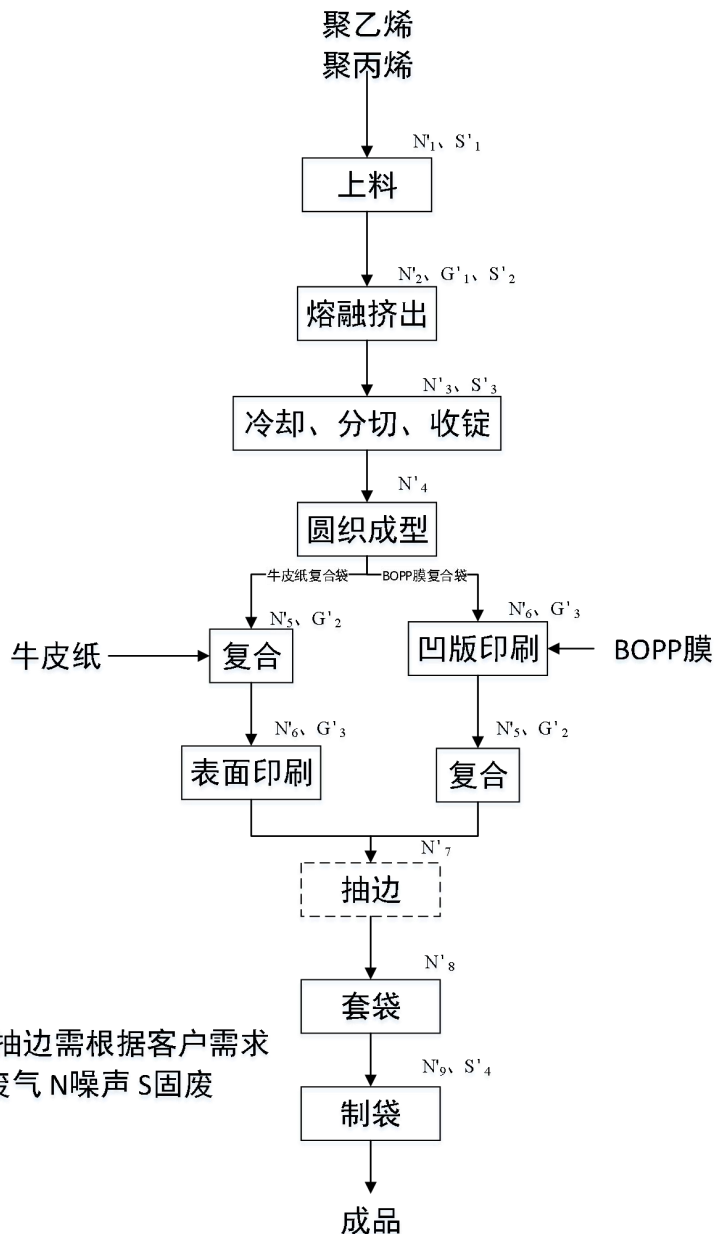 聚乙烯
聚丙烯
N'₁、S'₁
上料
N'₂、G'₁、S'₂
熔融挤出
N'₃、S'₃
冷却、分切、收锭
N'₄
圆织成型
牛皮纸复合袋
BOPP膜复合袋
N'₅、G'₂
N'₆、G'₃
牛皮纸
复合
凹版印刷
BOPP膜
N'₆、G'₃
N'₅、G'₂
表面印刷
复合
N'₇
抽边
N'₈
套袋
抽边需根据客户需求
废气 N噪声 S固废
N'₉、S'₄
制袋
成品